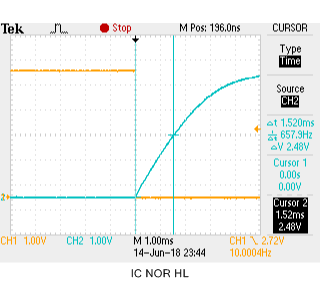 Tek Stop M Pos: 196.0ns CURSOR
Type
Time
Source
CH2
Δt 1.520ms
1/Δt 657.9Hz
ΔV 2.48V
Cursor 1
0.00s
0.00V
Cursor 2
1.52ms
2.48V
2
CH1 1.00V CH2 1.00V M 1.00ms CH1 2.72V
14-Jun-18 23:44 10.0004Hz
IC NOR HL